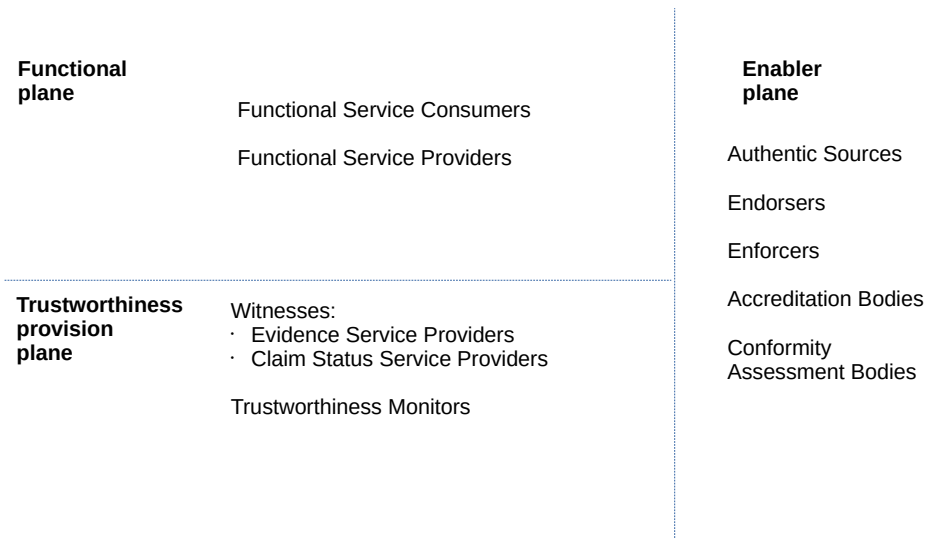 Functional
plane
Functional Service Consumers
Functional Service Providers
Trustworthiness
provision
plane
Witnesses:
· Evidence Service Providers
· Claim Status Service Providers
Trustworthiness Monitors
Enabler
plane
Authentic Sources
Endorsers
Enforcers
Accreditation Bodies
Conformity
Assessment Bodies